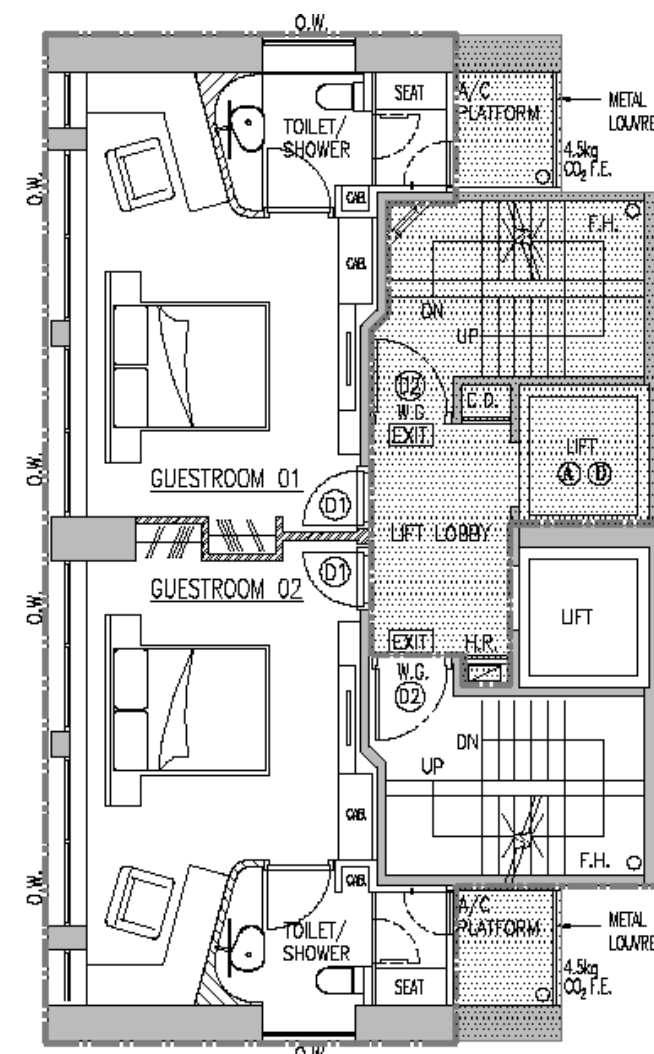 O.W.
SEAT
A/C
PLATFORM
METAL
LOUVRE
TOILET/
SHOWER
4.5kg
CO2 F.E.
O.W.
CAB.
F.H.
CAB.
DN
UP
D2
W.G.
C.D.
EXIT
LIFT
O.W.
GUESTROOM 01
D1
LIFT LOBBY
D1
GUESTROOM 02
O.W.
LIFT
EXIT
H.R.
W.G.
D2
DN
UP
CAB.
F.H.
CAB.
O.W.
A/C
PLATFORM
METAL
LOUVRE
TOILET/
SHOWER
4.5kg
CO2 F.E.
SEAT
O.W.